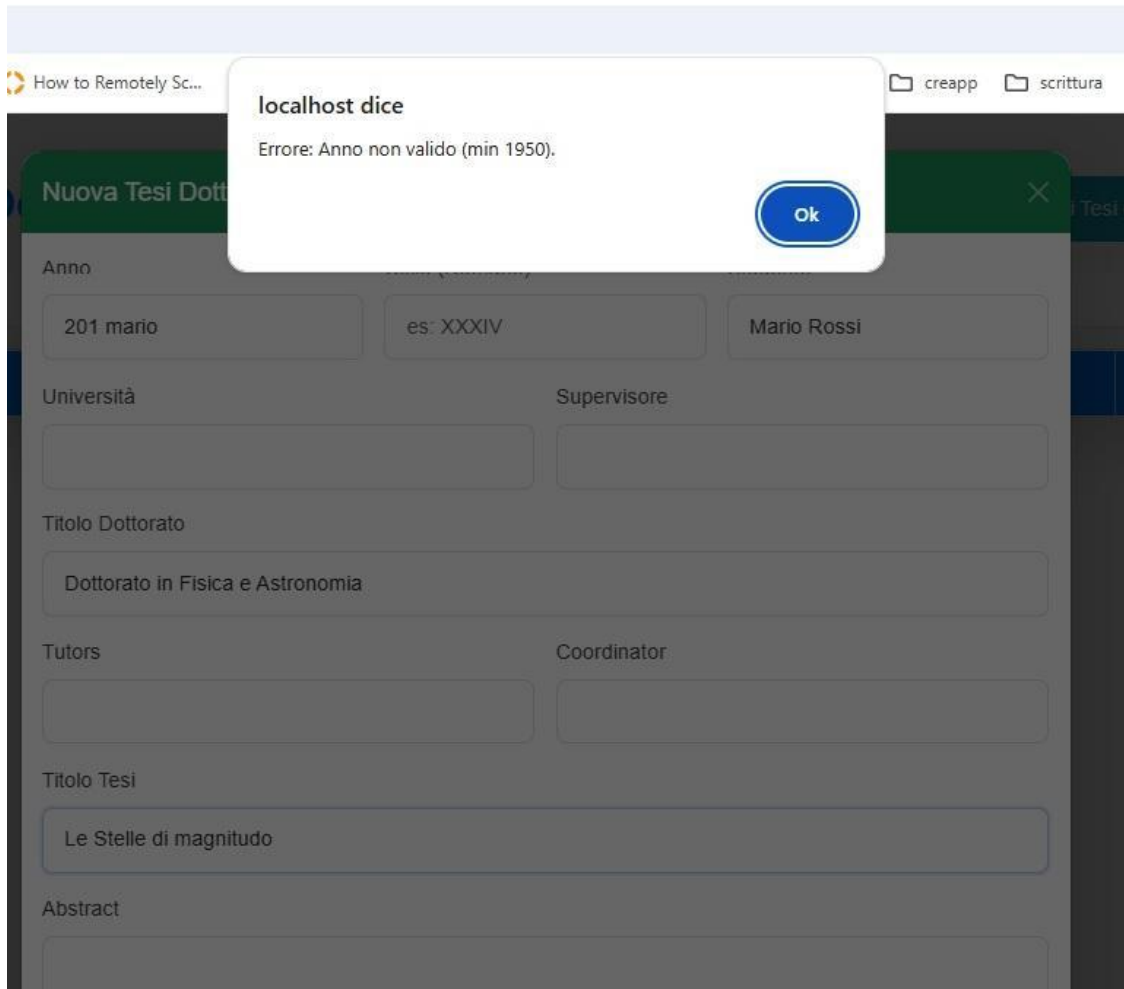 How to Remotely Sc...
creapp
scrittura
localhost dice
Errore: Anno non valido (min 1950).
Ok
Nuova Tesi Dott
i Tesi
Anno
201 mario
es: XXXIV
Mario Rossi
Università
Supervisore
Titolo Dottorato
Dottorato in Fisica e Astronomia
Tutors
Coordinator
Titolo Tesi
Le Stelle di magnitudo
Abstract